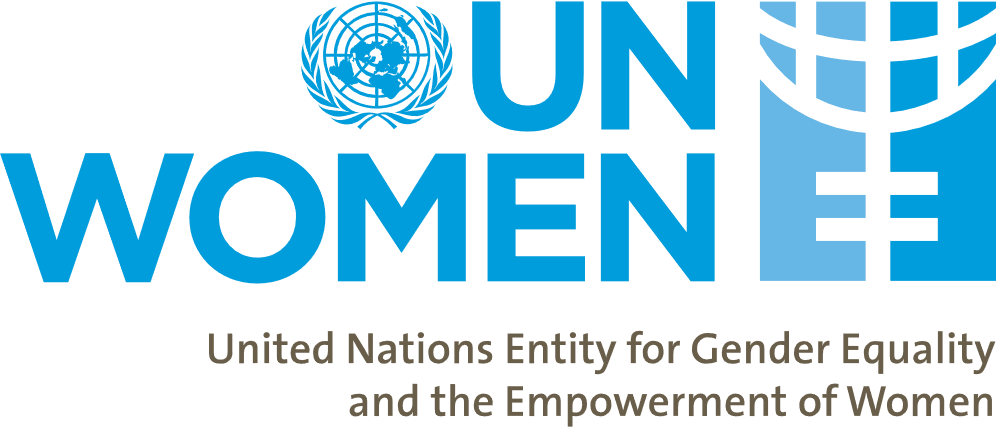 UN
WOMEN
United Nations Entity for Gender Equality
and the Empowerment of Women